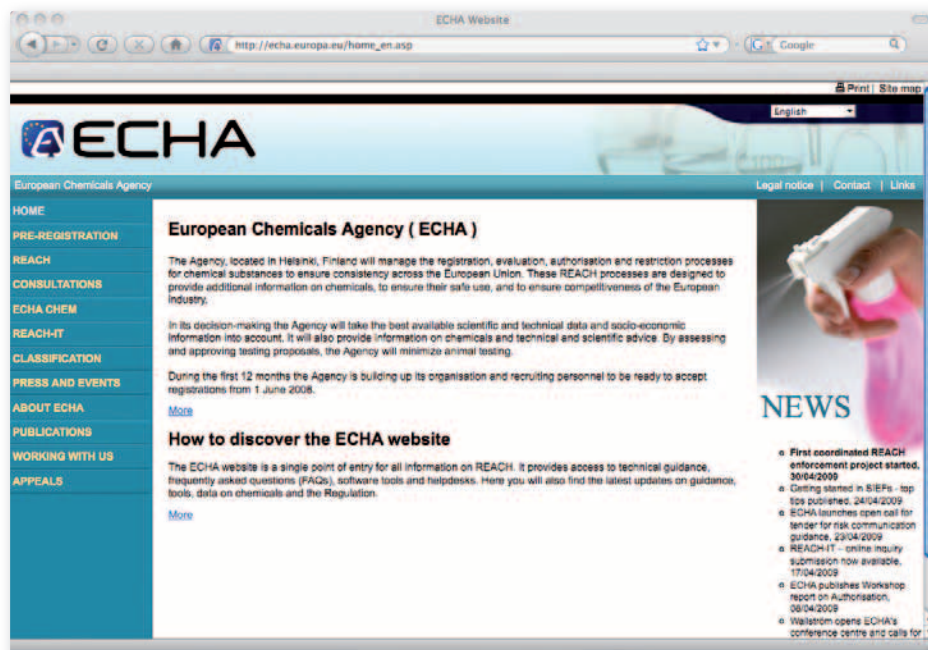 ECHA Website
http://echa.europa.eu/home_en.asp
Google
Print | Site map
English
ECHA
European Chemicals Agency
Legal notice | Contact | Links
HOME
PRE-REGISTRATION
REACH
CONSULTATIONS
ECHA CHEM
REACH-IT
CLASSIFICATION
PRESS AND EVENTS
ABOUT ECHA
PUBLICATIONS
WORKING WITH US
APPEALS
European Chemicals Agency ( ECHA )
The Agency, located in Helsinki, Finland will manage the registration, evaluation, authorisation and restriction processes
for chemical substances to ensure consistency across the European Union. These REACH processes are designed to
provide additional information on chemicals, to ensure their safe use, and to ensure competitiveness of the European
industry.
In its decision-making the Agency will take the best available scientific and technical data and socio-economic
information into account. It will also provide information on chemicals and technical and scientific advice. By assessing
and approving testing proposals, the Agency will minimize animal testing.
During the first 12 months the Agency is building up its organisation and recruiting personnel to be ready to accept
registrations from 1 June 2008.
More
How to discover the ECHA website
The ECHA website is a single point of entry for all information on REACH. It provides access to technical guidance,
frequently asked questions (FAQs), software tools and helpdesks. Here you will also find the latest updates on guidance,
tools, data on chemicals and the Regulation.
More
NEWS
First coordinated REACH
enforcement project started,
30/04/2009
Getting started in SIEFs - top
tips published, 24/04/2009
ECHA launches open call for
tender for risk communication
guidance, 23/04/2009
REACH-IT – online inquiry
submission now available,
17/04/2009
ECHA publishes Workshop
report on Authorisation,
08/04/2009
Wallström opens ECHA's
conference centre and calls for